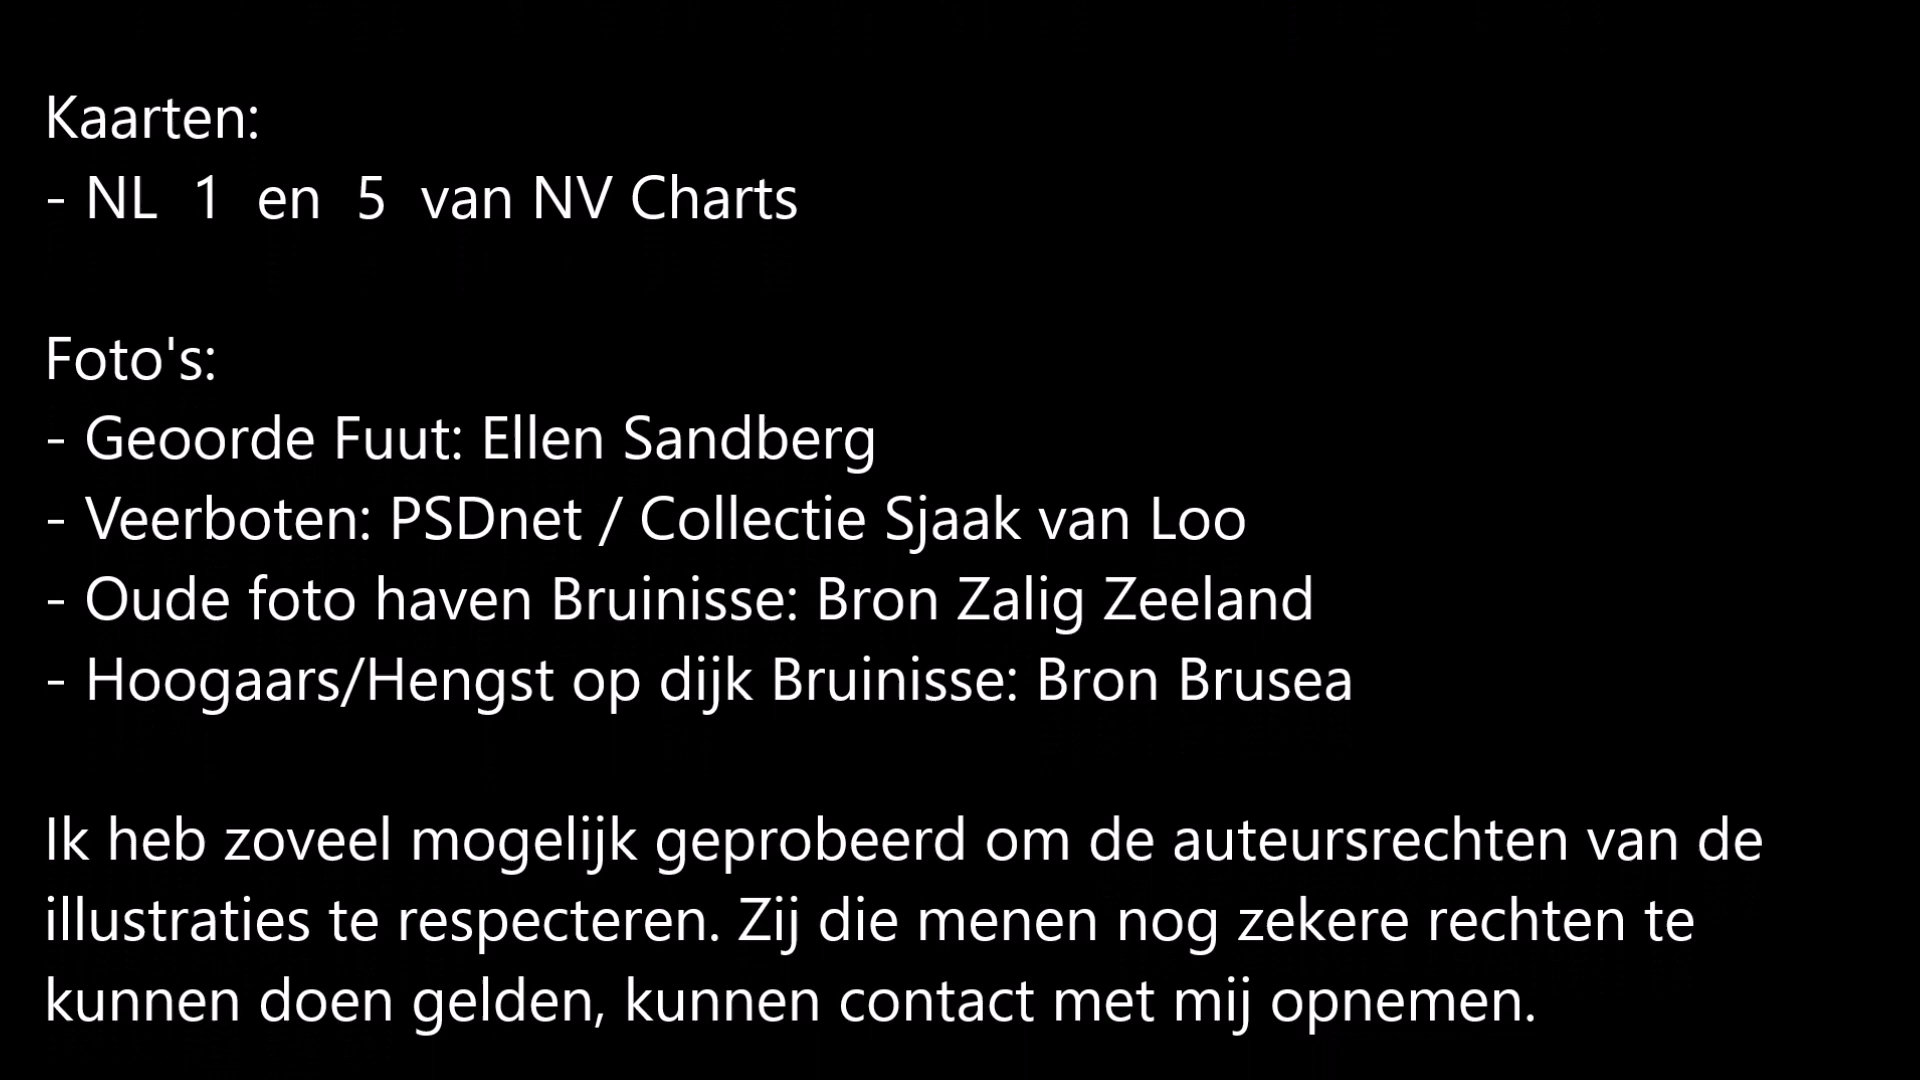 Kaarten:
- NL 1 en 5 van NV Charts
Foto's:
- Geoorde Fuut: Ellen Sandberg
- Veerboten: PSDnet / Collectie Sjaak van Loo
- Oude foto haven Bruinisse: Bron Zalig Zeeland
- Hoogaars/Hengst op dijk Bruinisse: Bron Brusea
Ik heb zoveel mogelijk geprobeerd om de auteursrechten van de
illustraties te respecteren. Zij die menen nog zekere rechten te
kunnen doen gelden, kunnen contact met mij opnemen.